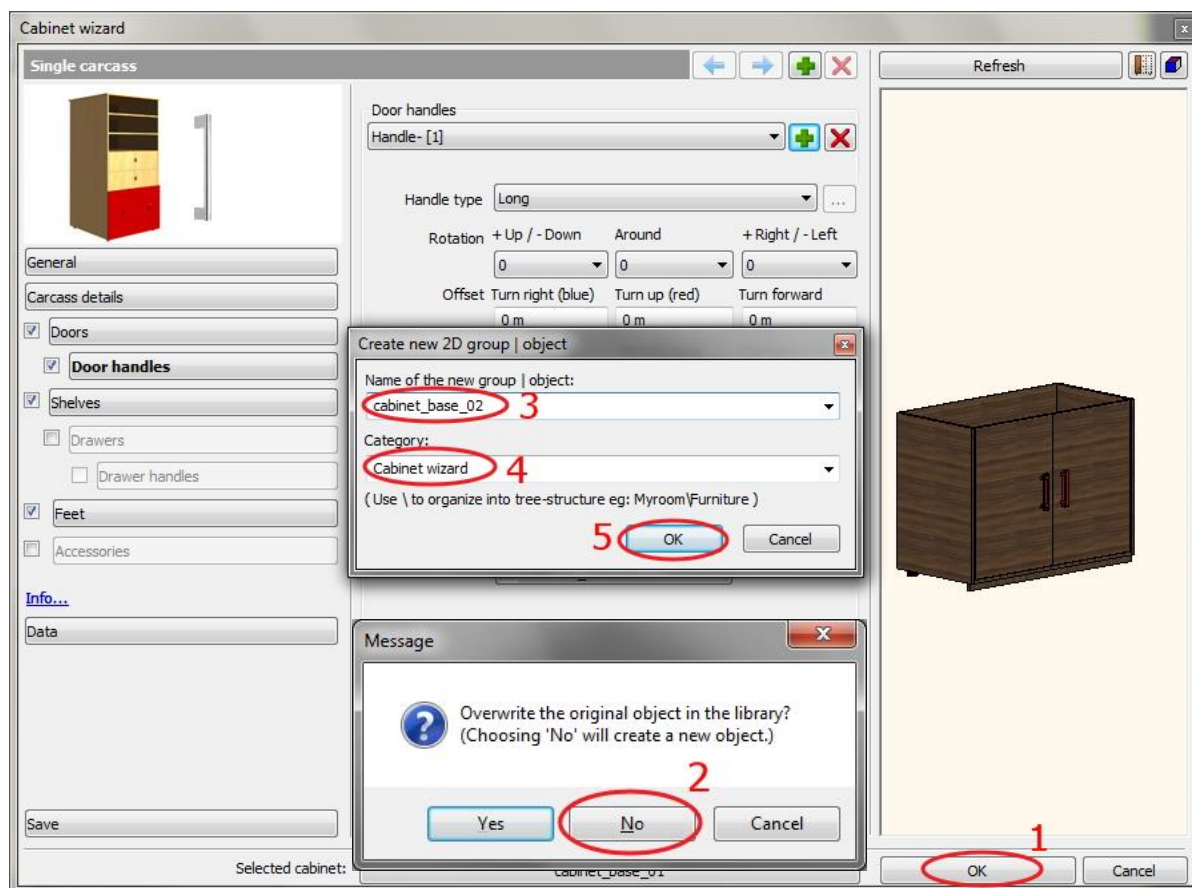 Cabinet wizard
x
Single carcass
Refresh
Door handles
Handle- [1]
Handle type Long ...
Rotation + Up / - Down Around + Right / - Left
0 0 0
Offset Turn right (blue) Turn up (red) Turn forward
0 m 0 m 0 m
General
Carcass details
Doors
Door handles
Shelves
Drawers
Drawer handles
Feet
Accessories
Info...
Data
Save
Create new 2D group | object
x
Name of the new group | object:
cabinet_base_02 3
Category:
Cabinet wizard 4
( Use \ to organize into tree-structure eg: Myroom\Furniture )
5 OK Cancel
Message
x
?
Overwrite the original object in the library?
(Choosing 'No' will create a new object.)
2
Yes No Cancel
Selected cabinet: cabinet_base_01
1
OK Cancel